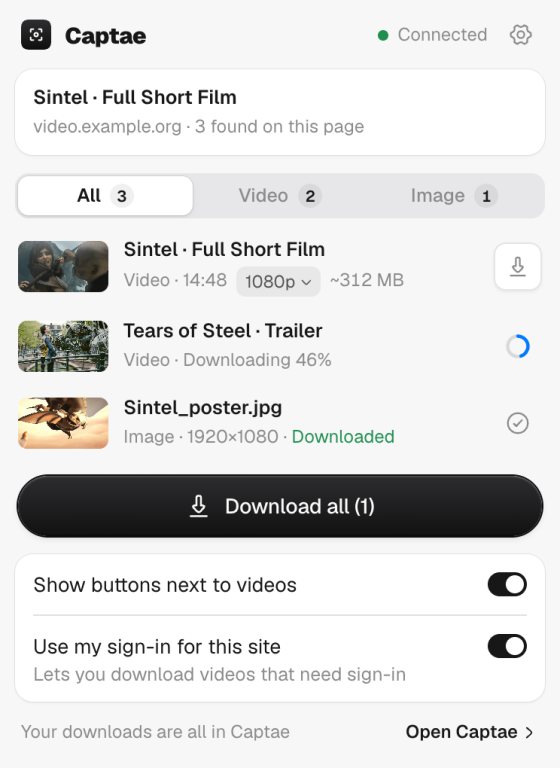 Captae
Connected
Sintel · Full Short Film
video.example.org · 3 found on this page
All 3
Video 2
Image 1
Sintel · Full Short Film
Video · 14:48 1080p ~312 MB
Tears of Steel · Trailer
Video · Downloading 46%
Sintel_poster.jpg
Image · 1920×1080 · Downloaded
Download all (1)
Show buttons next to videos
Use my sign-in for this site
Lets you download videos that need sign-in
Your downloads are all in Captae
Open Captae